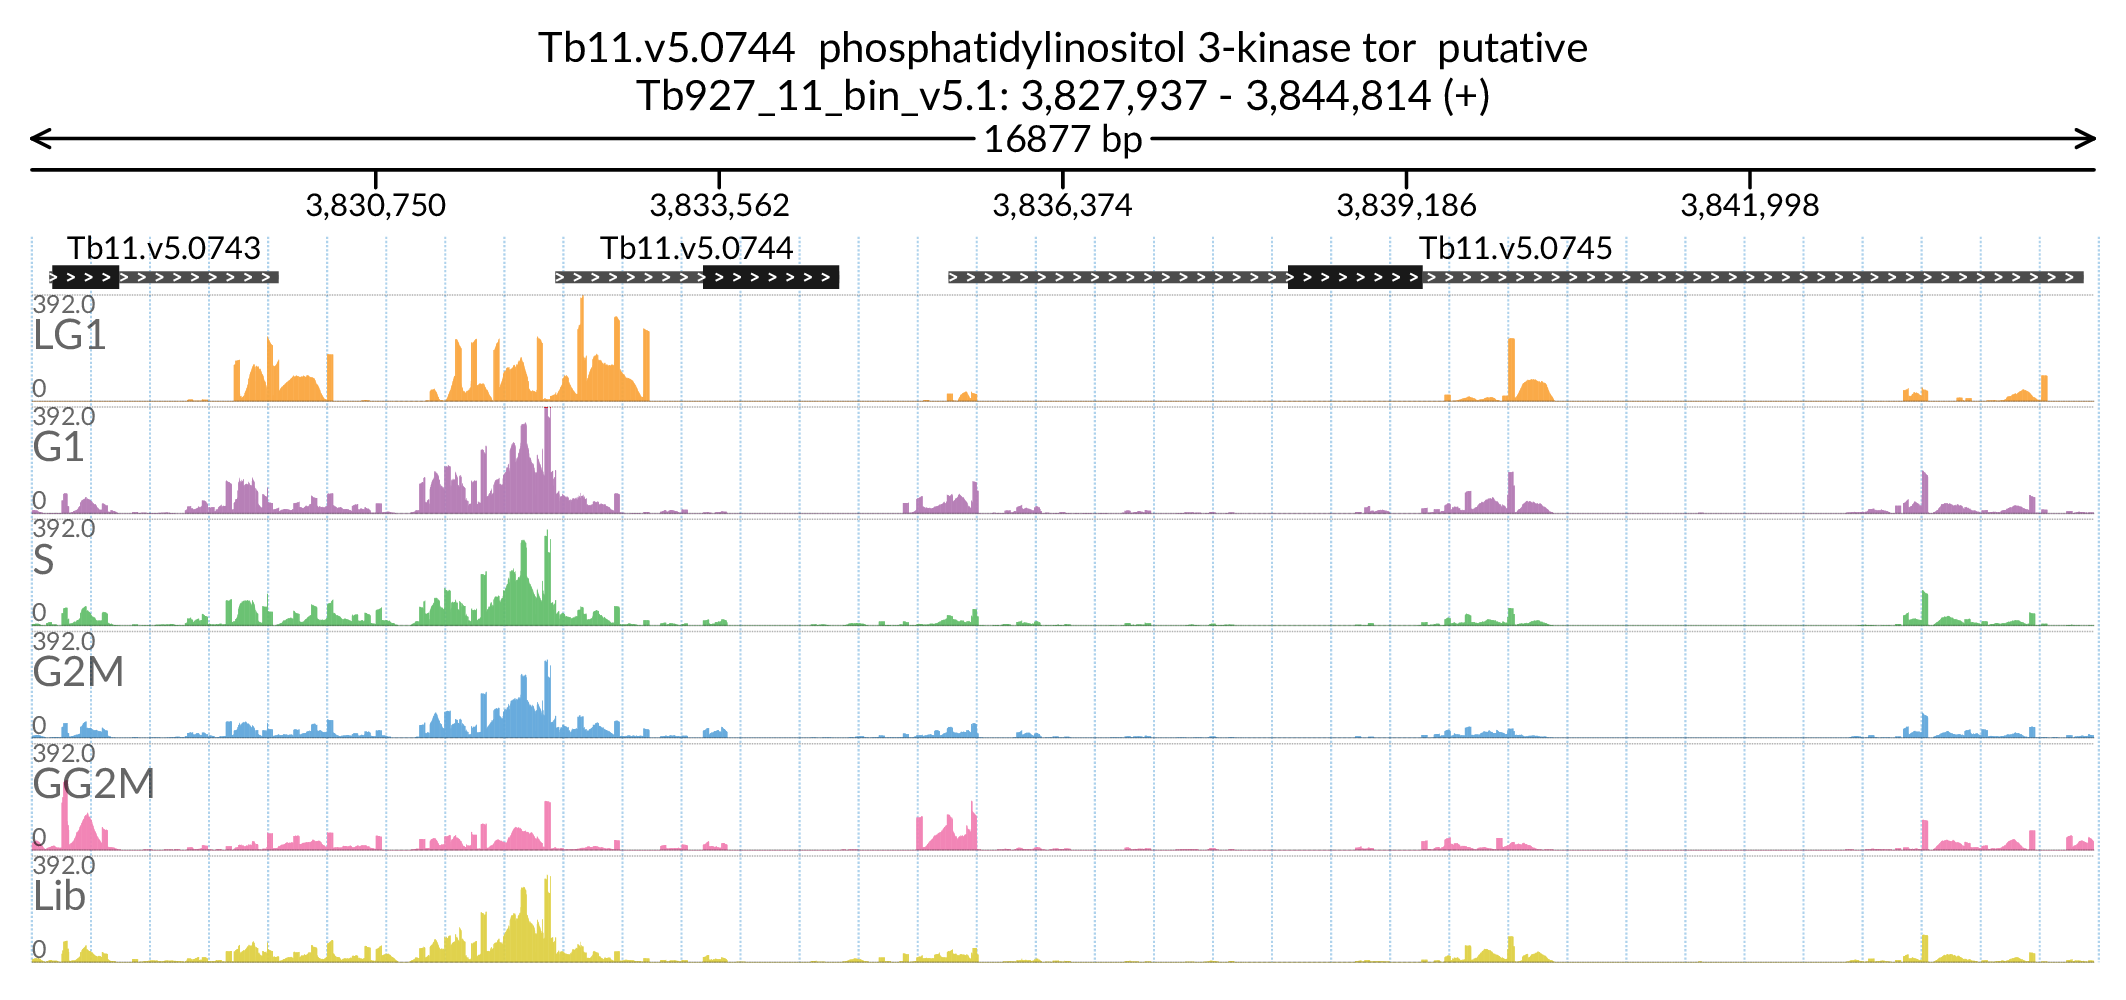 Tb11.v5.0744 phosphatidylinositol 3-kinase tor putative
Tb927_11_bin_v5.1: 3,827,937 - 3,844,814 (+)
16877 bp
3,830,750 3,833,562 3,836,374 3,839,186 3,841,998
Tb11.v5.0743 Tb11.v5.0744 Tb11.v5.0745
392.0
LG1
0
392.0
G1
0
392.0
S
0
392.0
G2M
0
392.0
GG2M
0
392.0
Lib
0